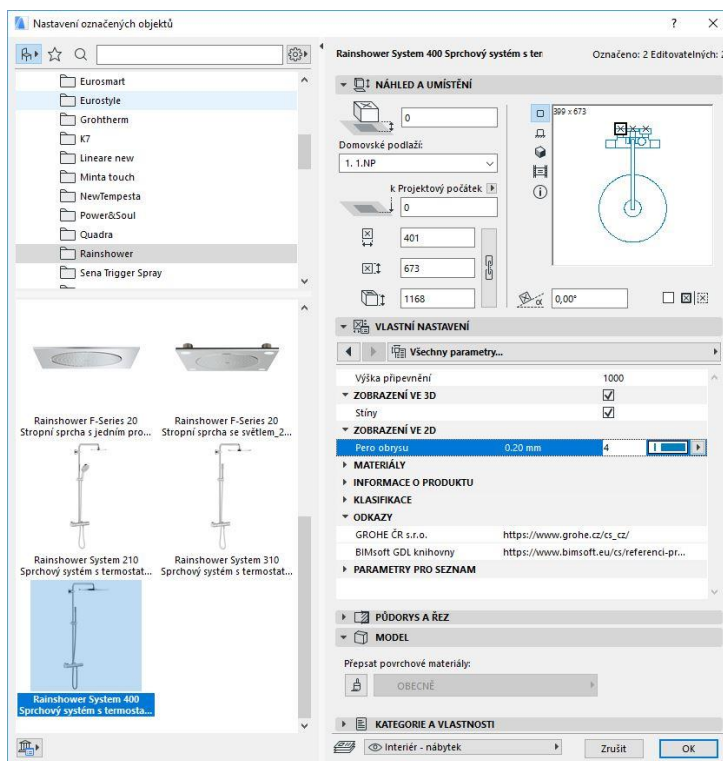 Nastavení označených objektů
Eurosmart
Eurostyle
Grohtherm
K7
Lineare new
Minta touch
NewTempesta
Power&Soul
Quadra
Rainshower
Sena Trigger Spray
Rainshower F-Series 20
Stropní sprcha s jedním pro...
Rainshower F-Series 20
Stropní sprcha se světlem_2...
Rainshower System 210
Sprchový systém s termostat...
Rainshower System 310
Sprchový systém s termostat...
Rainshower System 400
Sprchový systém s termosta...
Rainshower System 400 Sprchový systém s ter
Označeno: 2 Editovatelných: 2
NÁHLED A UMÍSTĚNÍ
0
Domovské podlaží:
1. 1.NP
k Projektový počátek
0
401
673
1168
399 x 673
α
0,00°
VLASTNÍ NASTAVENÍ
Všechny parametry...
Výška připevnění 1000
ZOBRAZENÍ VE 3D
Stíny
ZOBRAZENÍ VE 2D
Pero obrysu 0.20 mm 4
MATERIÁLY
INFORMACE O PRODUKTU
KLASIFIKACE
ODKAZY
GROHE ČR s.r.o. https://www.grohe.cz/cs_cz/
BIMsoft GDL knihovny https://www.bimsoft.eu/cs/referenci-pr...
PARAMETRY PRO SEZNAM
PŮDORYS A ŘEZ
MODEL
Přepsat povrchové materiály:
OBECNĚ
KATEGORIE A VLASTNOSTI
Interiér - nábytek
Zrušit
OK